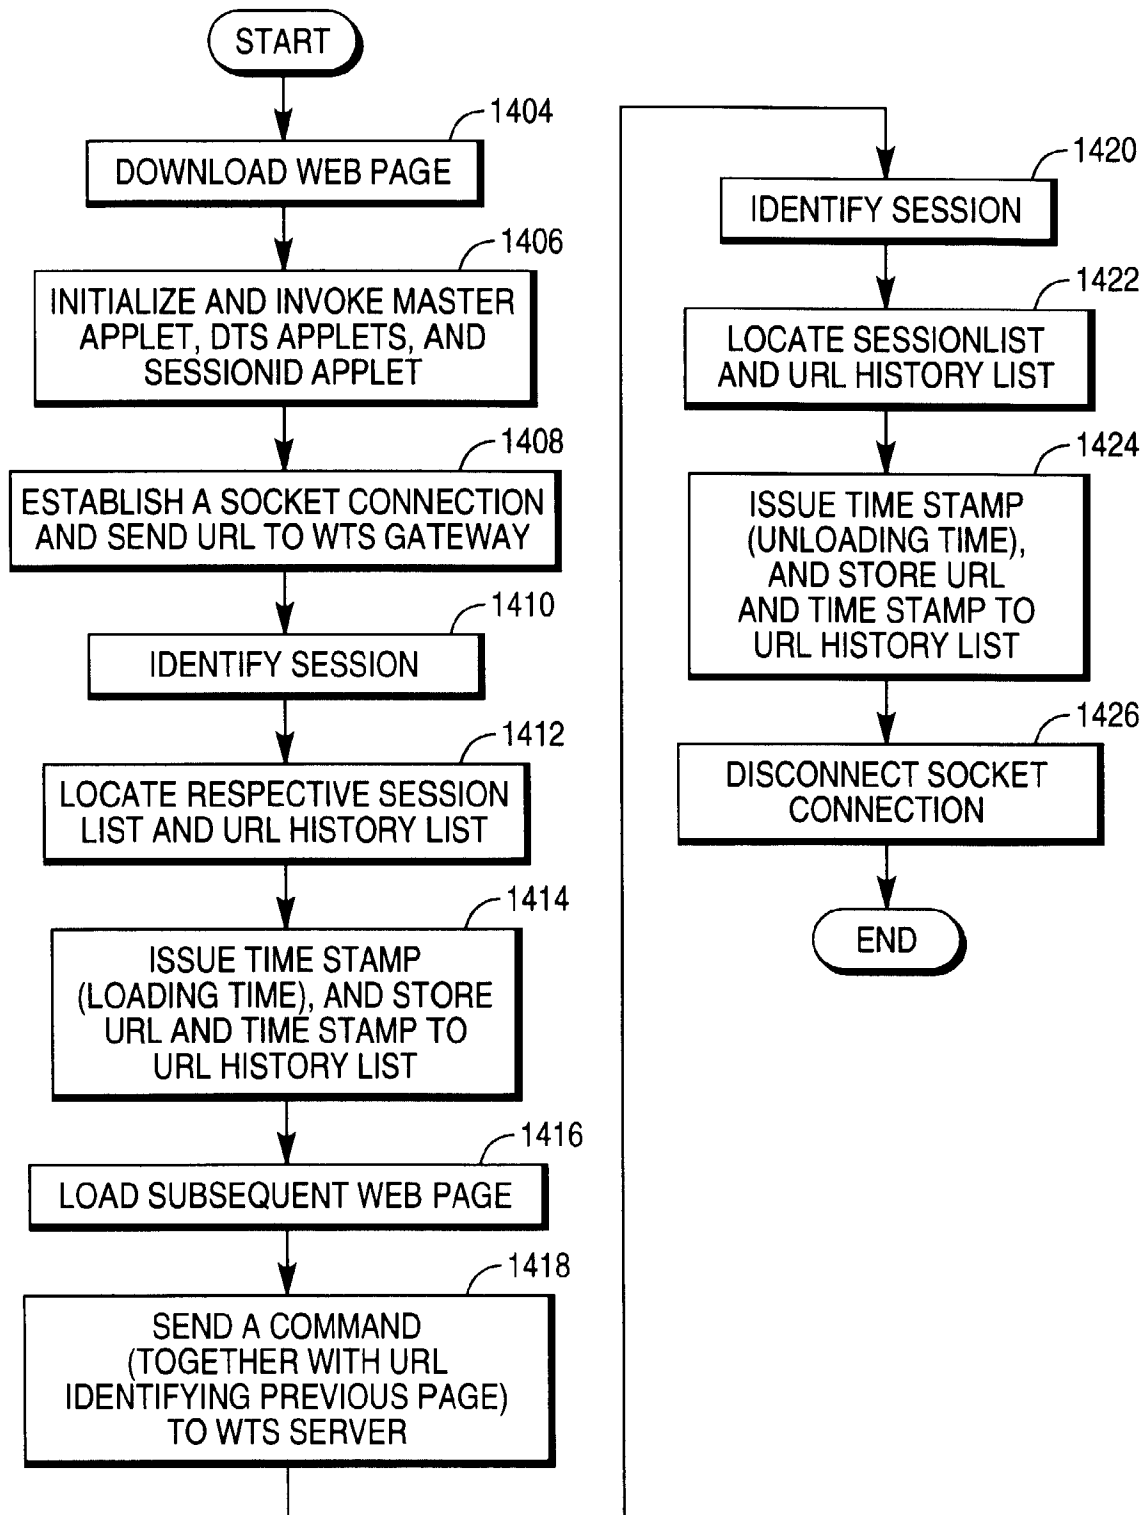 START
1404
DOWNLOAD WEB PAGE
1406
INITIALIZE AND INVOKE MASTER
APPLET, DTS APPLETS, AND
SESSIONID APPLET
1408
ESTABLISH A SOCKET CONNECTION
AND SEND URL TO WTS GATEWAY
1410
IDENTIFY SESSION
1412
LOCATE RESPECTIVE SESSION
LIST AND URL HISTORY LIST
1414
ISSUE TIME STAMP
(LOADING TIME), AND STORE
URL AND TIME STAMP TO
URL HISTORY LIST
1416
LOAD SUBSEQUENT WEB PAGE
1418
SEND A COMMAND
(TOGETHER WITH URL
IDENTIFYING PREVIOUS PAGE)
TO WTS SERVER
1420
IDENTIFY SESSION
1422
LOCATE SESSIONLIST
AND URL HISTORY LIST
1424
ISSUE TIME STAMP
(UNLOADING TIME),
AND STORE URL
AND TIME STAMP TO
URL HISTORY LIST
1426
DISCONNECT SOCKET
CONNECTION
END